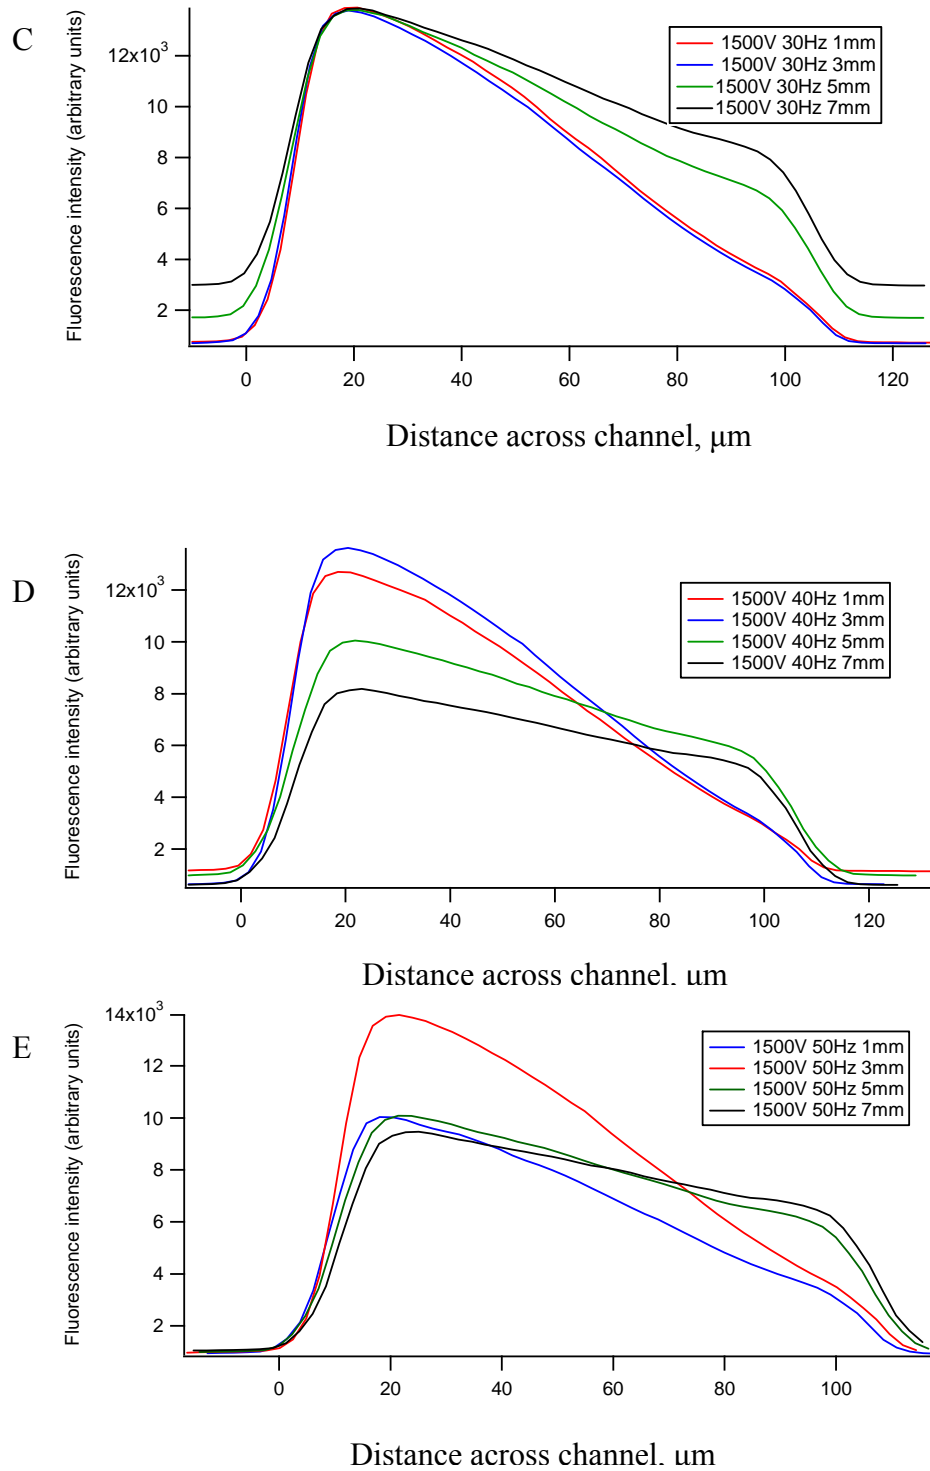 C
Fluorescence intensity (arbitrary units)
12x10³
10
8
6
4
2
1500V 30Hz 1mm
1500V 30Hz 3mm
1500V 30Hz 5mm
1500V 30Hz 7mm
0 20 40 60 80 100 120
Distance across channel, μm
D
Fluorescence intensity (arbitrary units)
12x10³
10
8
6
4
2
1500V 40Hz 1mm
1500V 40Hz 3mm
1500V 40Hz 5mm
1500V 40Hz 7mm
0 20 40 60 80 100 120
Distance across channel, μm
E
Fluorescence intensity (arbitrary units)
14x10³
12
10
8
6
4
2
1500V 50Hz 1mm
1500V 50Hz 3mm
1500V 50Hz 5mm
1500V 50Hz 7mm
0 20 40 60 80 100
Distance across channel, μm